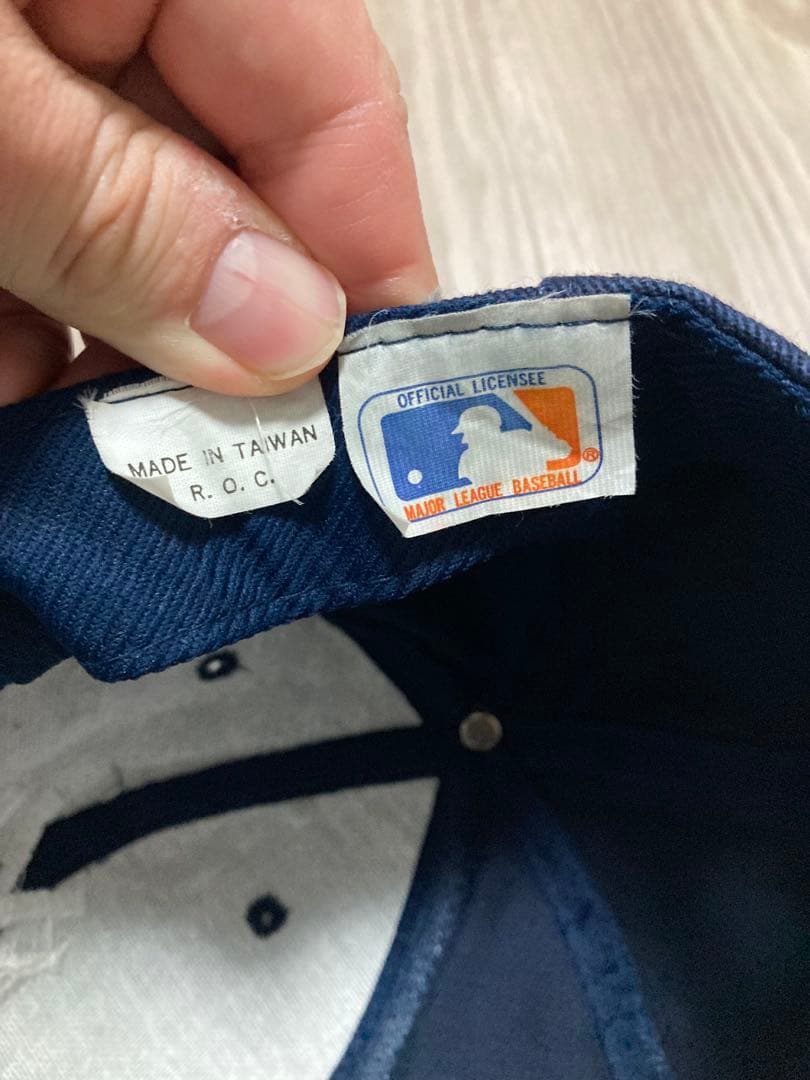 MADE IN TAIWAN
R. O. C.
OFFICIAL LICENSEE
®
MAJOR LEAGUE BASEBALL